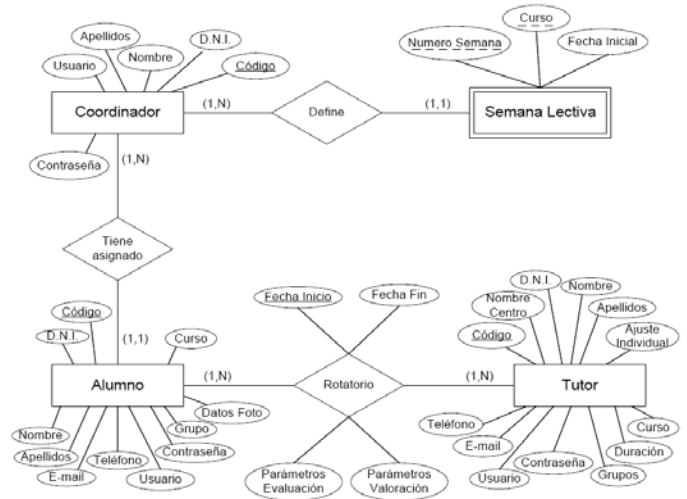 Curso
Apellidos
D.N.I.
Numero Semana
Fecha Inicial
Usuario
Nombre
Código
Coordinador
(1,N)
Define
(1,1)
Semana Lectiva
Contraseña
(1,N)
Tiene
asignado
D.N.I.
Nombre
Código
Fecha Inicio
Fecha Fin
Nombre
Centro
Apellidos
D.N.I.
Curso
Código
Ajuste
Individual
(1,1)
Alumno
(1,N)
Rotatorio
(1,N)
Tutor
Datos Foto
Nombre
Grupo
Teléfono
Curso
Apellidos
Contraseña
E-mail
Duración
E-mail
Teléfono
Usuario
Parámetros
Evaluación
Parámetros
Valoración
Usuario
Contraseña
Grupos